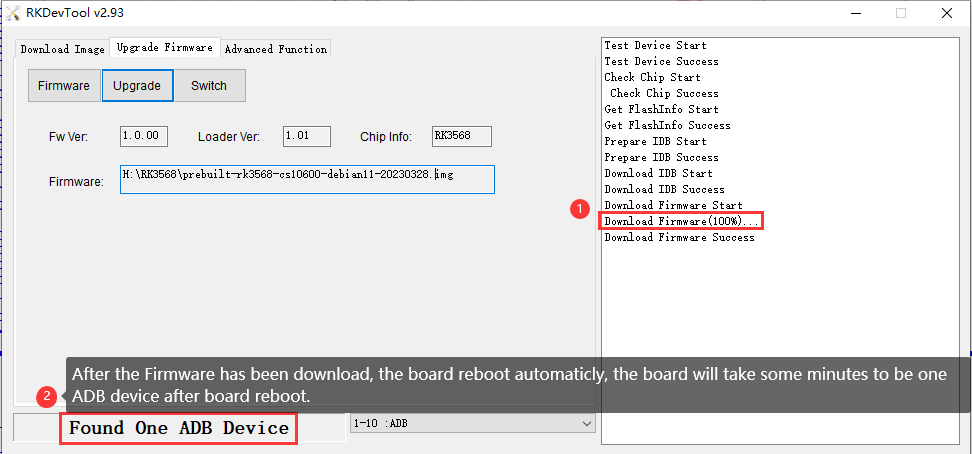 RKDevTool v2.93
Download Image Upgrade Firmware Advanced Function
Firmware Upgrade Switch
Fw Ver: 1.0.00 Loader Ver: 1.01 Chip Info: RK3568
Firmware: H:\RK3568\prebuilt-rk3568-cs10600-debian11-20230328.img
Test Device Start
Test Device Success
Check Chip Start
Check Chip Success
Get FlashInfo Start
Get FlashInfo Success
Prepare IDB Start
Prepare IDB Success
Download IDB Start
Download IDB Success
Download Firmware Start
1
Download Firmware(100%)...
Download Firmware Success
2
After the Firmware has been download, the board reboot automaticly, the board will take some minutes to be one
ADB device after board reboot.
Found One ADB Device
1-10 :ADB